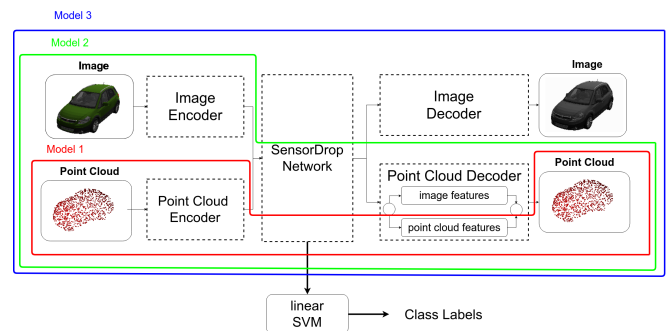 Model 3
Model 2
Image
Image
Image
Encoder
Image
Decoder
Model 1
SensorDrop
Network
Point Cloud
Point Cloud
Encoder
Point Cloud Decoder
image features
point cloud features
Point Cloud
linear
SVM
Class Labels